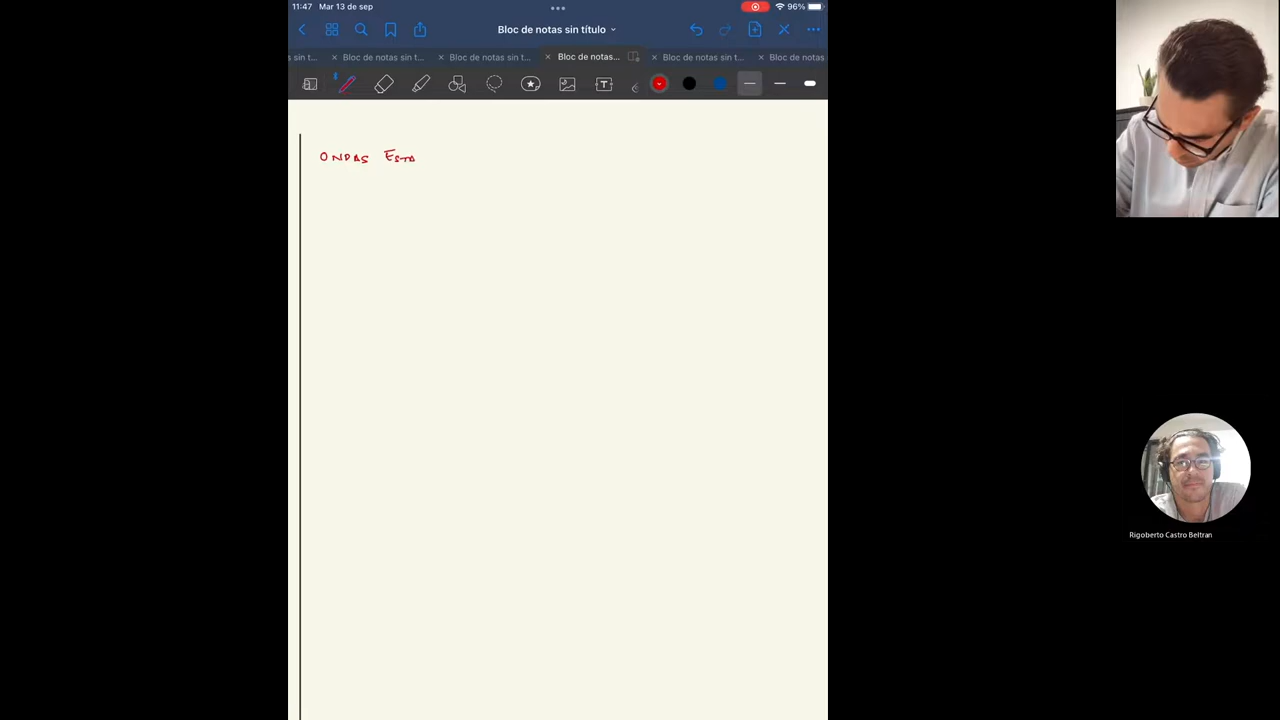 11:47 Mar 13 de sep 96%
Bloc de notas sin título
s sin t... Bloc de notas sin t... Bloc de notas sin t... Bloc de notas... Bloc de notas sin t... Bloc de notas
T
ONDAS ESTA
Rigoberto Castro Beltran